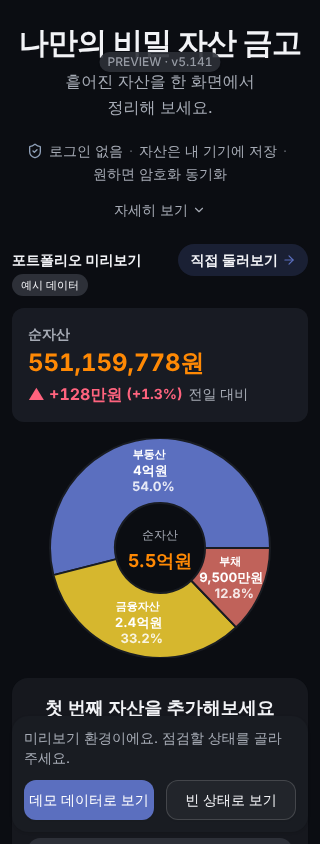 나만의 비밀 자산 금고
PREVIEW · v5.141
흩어진 자산을 한 화면에서
정리해 보세요.
로그인 없음 · 자산은 내 기기에 저장 ·
원하면 암호화 동기화
자세히 보기
포트폴리오 미리보기
직접 둘러보기 →
예시 데이터
순자산
551,159,778원
▲ +128만원 (+1.3%) 전일 대비
부동산
4억원
54.0%
순자산
5.5억원
부채
9,500만원
12.8%
금융자산
2.4억원
33.2%
첫 번째 자산을 추가해보세요
미리보기 환경이에요. 점검할 상태를 골라
주세요.
데모 데이터로 보기
빈 상태로 보기